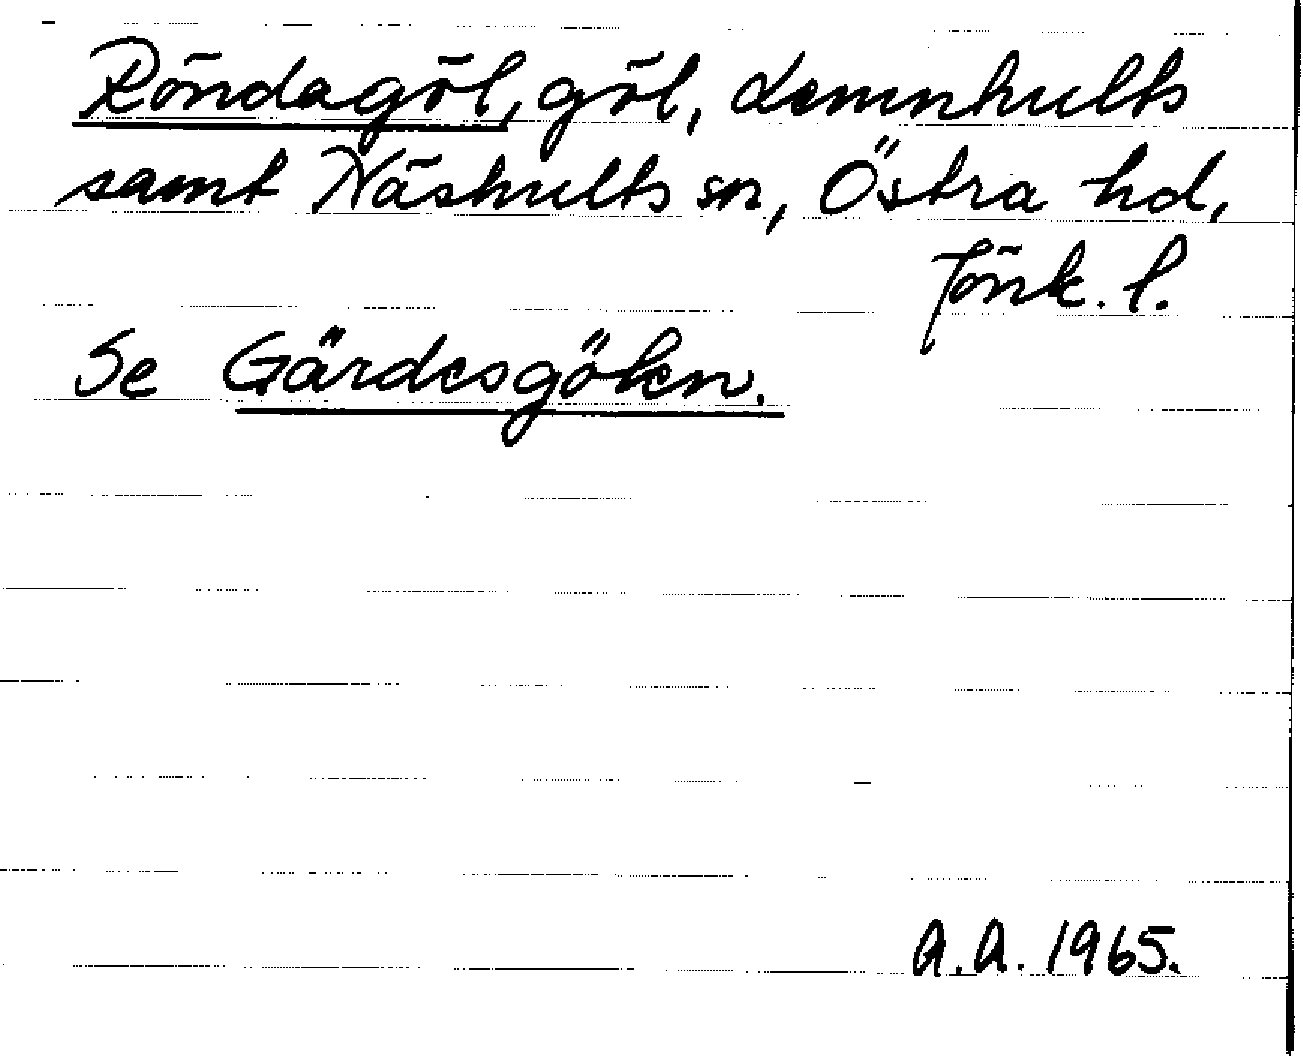 Röndagöl, göl, Lemnhults
samt Näshults sn, Östra hd,
Jönk. l.
Se Gärdesgölen.
A.A. 1965.